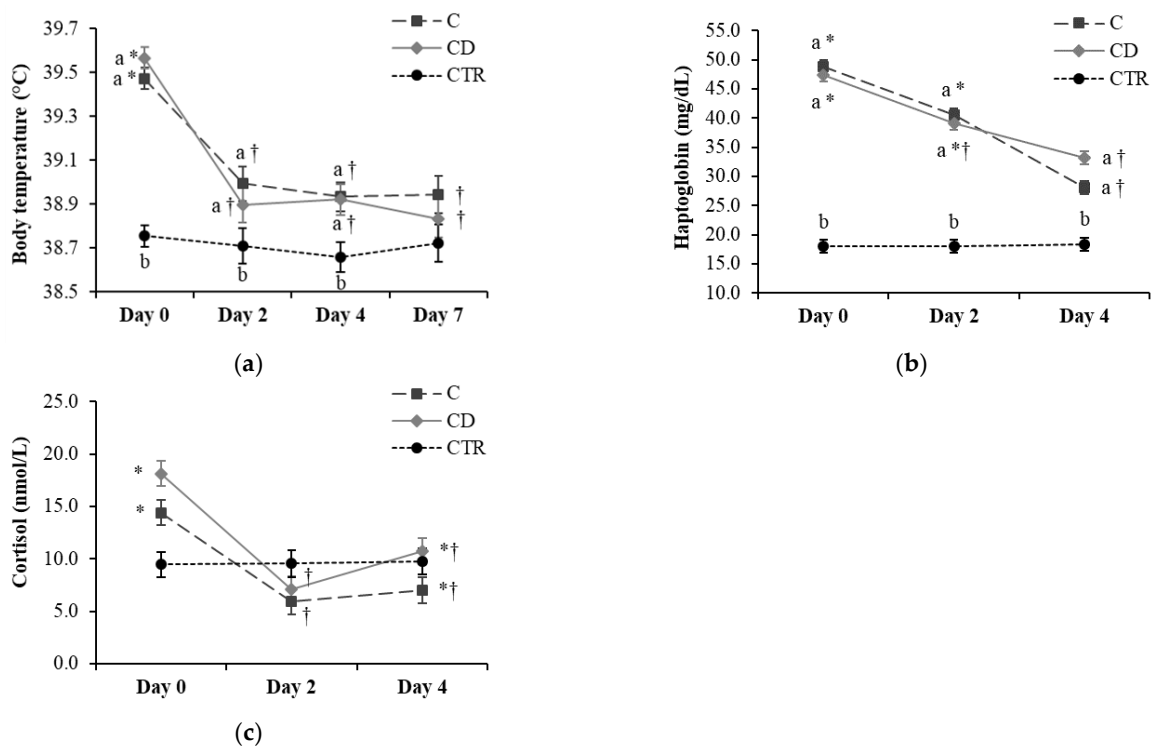 39.7
39.5
39.3
39.1
38.9
38.7
38.5
Body temperature (°C)
C
CD
CTR
a *
a *
a †
a †
a †
a †
†
†
b
b
b
Day 0
Day 2
Day 4
Day 7
(a)
55.0
50.0
45.0
40.0
35.0
30.0
25.0
20.0
15.0
10.0
Haptoglobin (mg/dL)
C
CD
CTR
a *
a *
a *
a *†
a †
a †
b
b
b
Day 0
Day 2
Day 4
(b)
25.0
20.0
15.0
10.0
5.0
0.0
Cortisol (nmol/L)
C
CD
CTR
*
*
†
†
*†
*†
Day 0
Day 2
Day 4
(c)